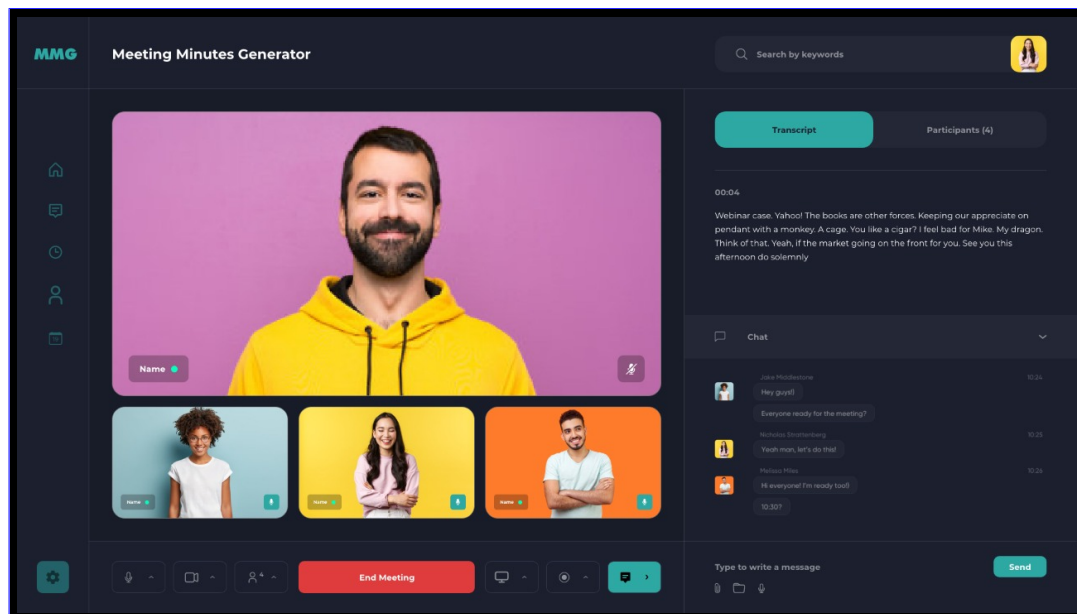 MMG
Meeting Minutes Generator
Search by keywords
Transcript
Participants (4)
00:04
Webinar case. Yahoo! The books are other forces. Keeping our appreciate on
pendant with a monkey. A cage. You like a cigar? I feel bad for Mike. My dragon.
Think of that. Yeah, if the market going on the front for you. See you this
afternoon do solemnly
Name
Name
Name
Name
Chat
Jake Middlestone
10:24
Hey guys!)
Everyone ready for the meeting?
Nicholas Strattenberg
10:25
Yeah man, let's do this!
Melissa Miles
10:26
Hi everyone! I'm ready too!)
10:30?
4
End Meeting
Type to write a message
Send